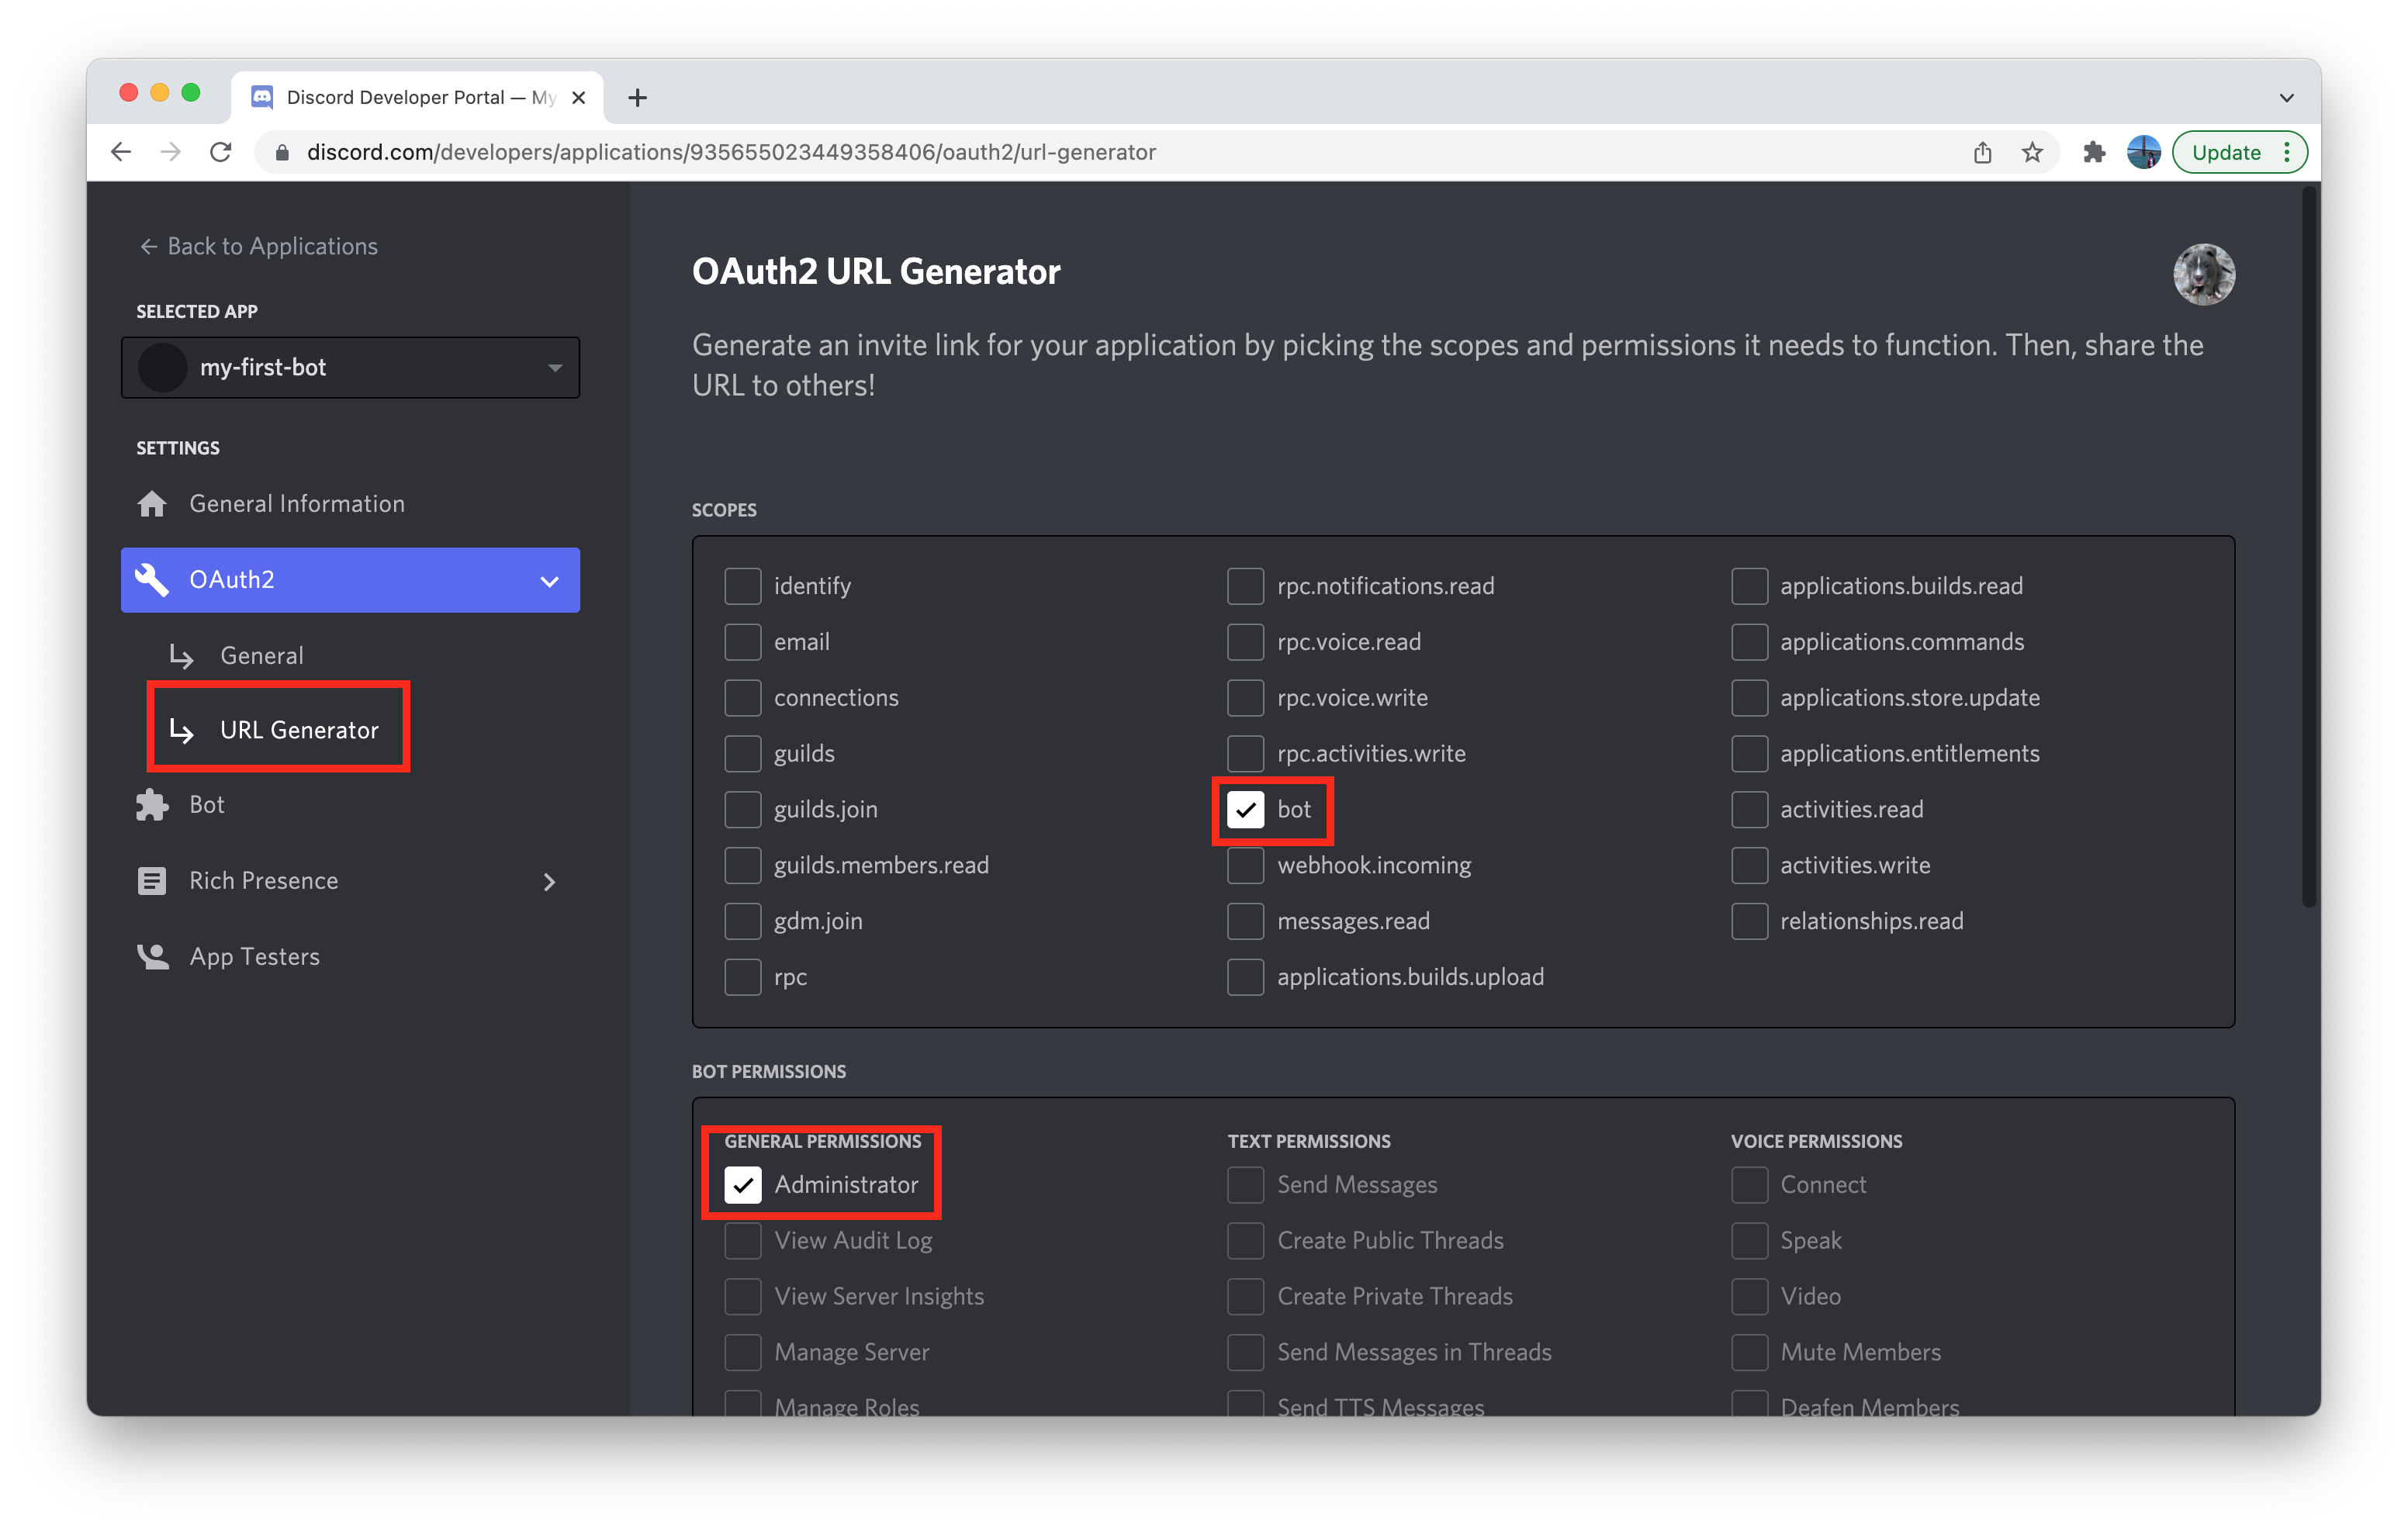 Discord Developer Portal — My
discord.com/developers/applications/935655023449358406/oauth2/url-generator
Update
Back to Applications
SELECTED APP
my-first-bot
SETTINGS
General Information
OAuth2
General
URL Generator
Bot
Rich Presence
App Testers
OAuth2 URL Generator
Generate an invite link for your application by picking the scopes and permissions it needs to function. Then, share the
URL to others!
SCOPES
identify
email
connections
guilds
guilds.join
guilds.members.read
gdm.join
rpc
rpc.notifications.read
rpc.voice.read
rpc.voice.write
rpc.activities.write
bot
webhook.incoming
messages.read
applications.builds.upload
applications.builds.read
applications.commands
applications.store.update
applications.entitlements
activities.read
activities.write
relationships.read
BOT PERMISSIONS
GENERAL PERMISSIONS
Administrator
View Audit Log
View Server Insights
Manage Server
Manage Roles
TEXT PERMISSIONS
Send Messages
Create Public Threads
Create Private Threads
Send Messages in Threads
Send TTS Messages
VOICE PERMISSIONS
Connect
Speak
Video
Mute Members
Deafen Members